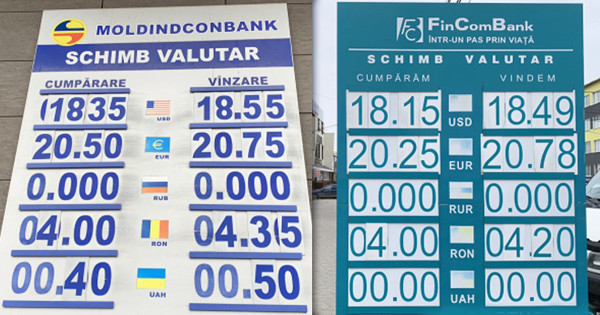 MOLDINDCONBANK
SCHIMB VALUTAR
CUMPĂRARE VÎNZARE
18.35 USD 18.55
20.50 EUR 20.75
0.000 RUB 0.000
04.00 RON 04.35
00.40 UAH 00.50
FinComBank
ÎNTR-UN PAS PRIN VIAȚĂ
SCHIMB VALUTAR
CUMPĂRĂM VINDEM
18.15 USD 18.49
20.25 EUR 20.78
0.000 RUR 0.000
04.00 RON 04.20
00.00 UAH 00.00